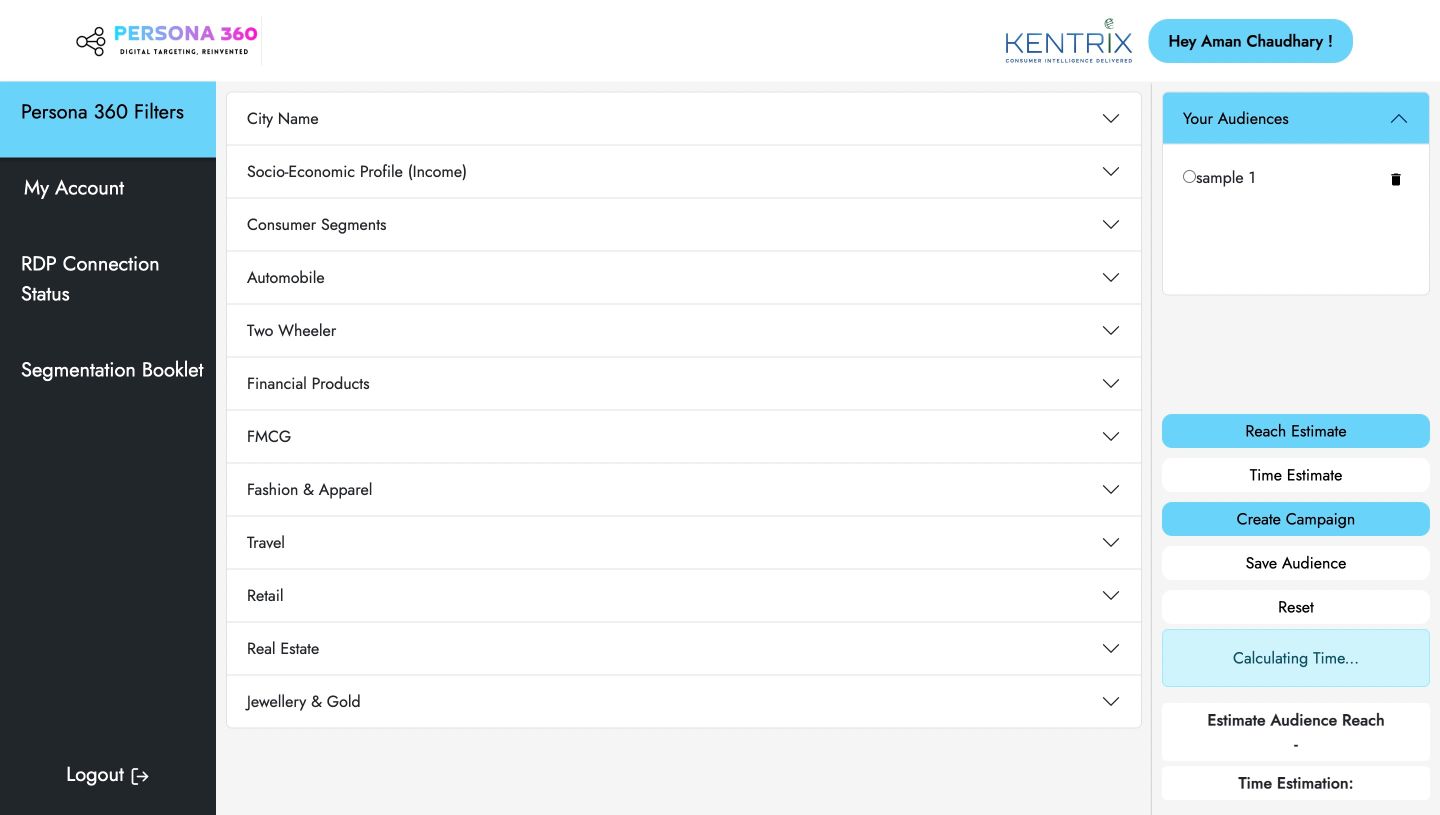 PERSONA 360
DIGITAL TARGETING, REINVENTED
KENTRIX
CONSUMER INTELLIGENCE DELIVERED
Hey Aman Chaudhary !
Persona 360 Filters
My Account
RDP Connection
Status
Segmentation Booklet
Logout
City Name
Socio-Economic Profile (Income)
Consumer Segments
Automobile
Two Wheeler
Financial Products
FMCG
Fashion & Apparel
Travel
Retail
Real Estate
Jewellery & Gold
Your Audiences
sample 1
Reach Estimate
Time Estimate
Create Campaign
Save Audience
Reset
Calculating Time...
Estimate Audience Reach
-
Time Estimation: